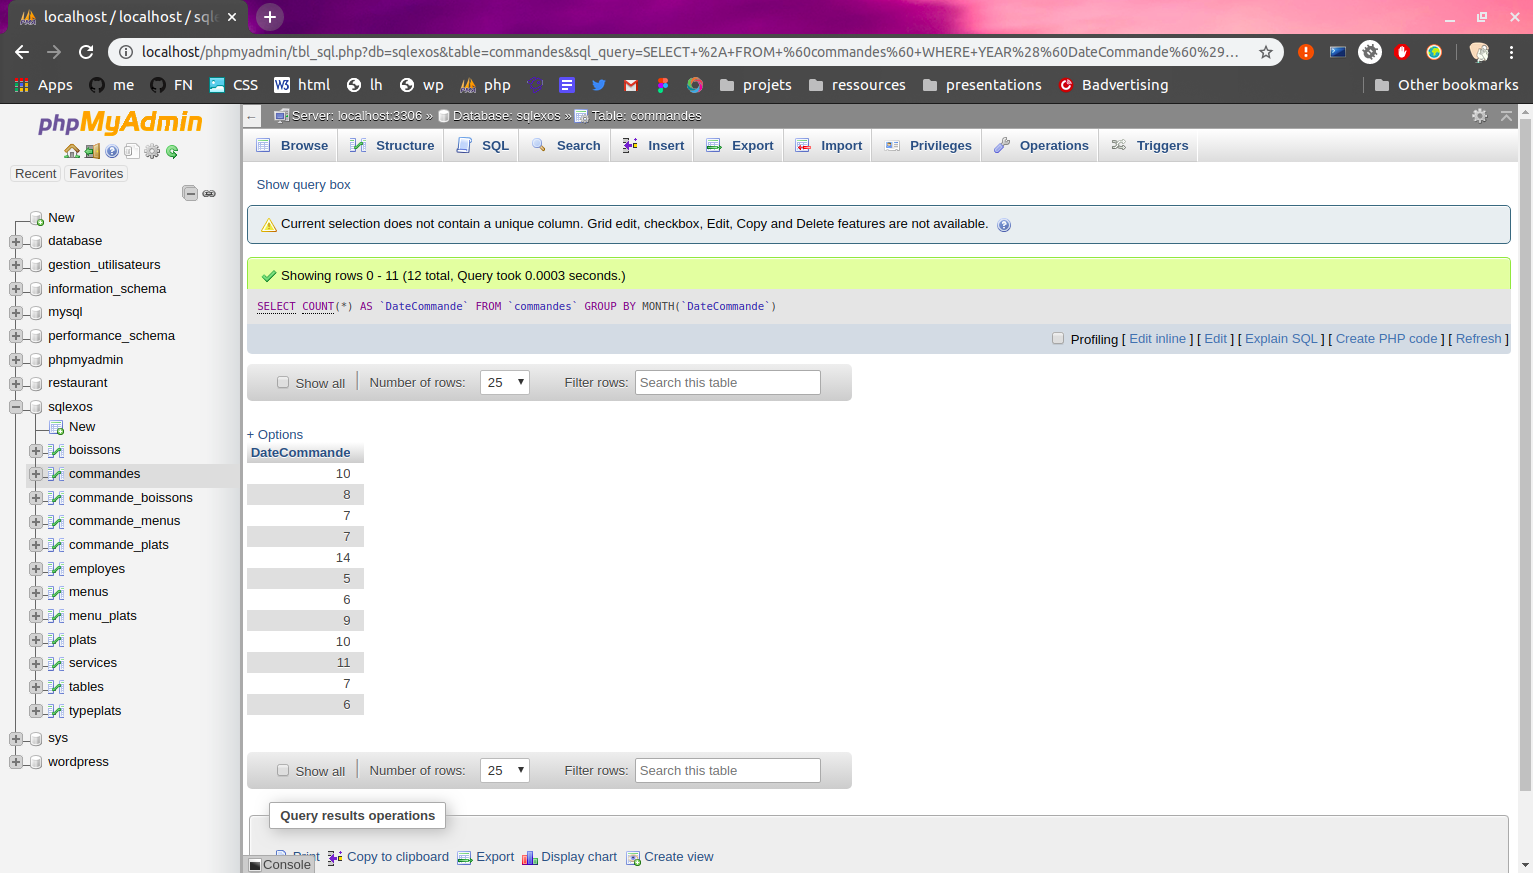 localhost / localhost / sqle
localhost/phpmyadmin/tbl_sql.php?db=sqlexos&table=commandes&sql_query=SELECT+%2A+FROM+%60commandes%60+WHERE+YEAR%28%60DateCommande%60%29...
Apps me FN CSS html lh wp php projets ressources presentations Badvertising Other bookmarks
phpMyAdmin
Recent Favorites
New
database
gestion_utilisateurs
information_schema
mysql
performance_schema
phpmyadmin
restaurant
sqlexos
New
boissons
commandes
commande_boissons
commande_menus
commande_plats
employes
menus
menu_plats
plats
services
tables
typeplats
sys
wordpress
Server: localhost:3306 » Database: sqlexos » Table: commandes
Browse Structure SQL Search Insert Export Import Privileges Operations Triggers
Show query box
Current selection does not contain a unique column. Grid edit, checkbox, Edit, Copy and Delete features are not available.
Showing rows 0 - 11 (12 total, Query took 0.0003 seconds.)
SELECT COUNT(*) AS `DateCommande` FROM `commandes` GROUP BY MONTH(`DateCommande`)
Profiling [ Edit inline ] [ Edit ] [ Explain SQL ] [ Create PHP code ] [ Refresh ]
Show all Number of rows: 25 Filter rows: Search this table
+ Options
DateCommande
10
8
7
7
14
5
6
9
10
11
7
6
Show all Number of rows: 25 Filter rows: Search this table
Query results operations
Print Copy to clipboard Export Display chart Create view
Console